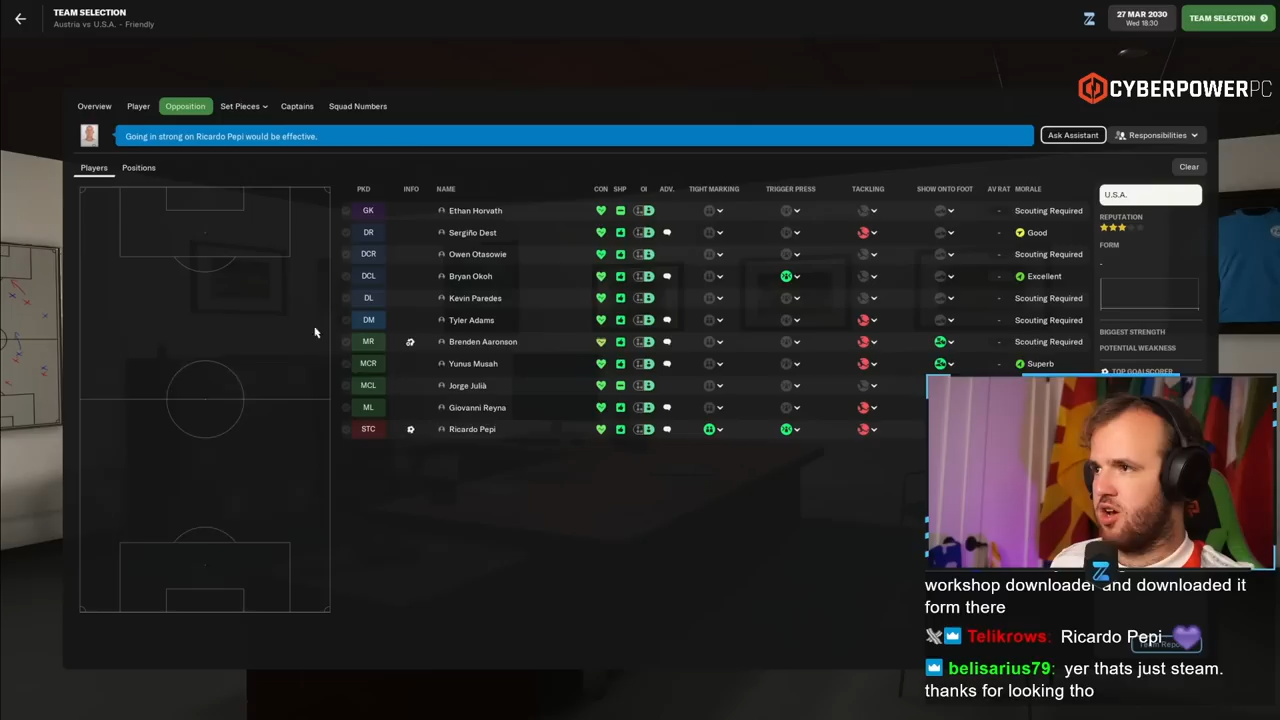 TEAM SELECTION
Austria vs U.S.A. - Friendly
Z
27 MAR 2030
Wed 18:30
TEAM SELECTION
CYBERPOWERPC
Overview Player Opposition Set Pieces Captains Squad Numbers
Going in strong on Ricardo Pepi would be effective.
Ask Assistant
Responsibilities
Players Positions
Clear
PKD INFO NAME CON SHP OI ADV. TIGHT MARKING TRIGGER PRESS TACKLING SHOW ONTO FOOT AV RAT MORALE
GK Ethan Horvath - Scouting Required
DR Sergiño Dest - Good
DCR Owen Otasowie - Scouting Required
DCL Bryan Okoh - Excellent
DL Kevin Paredes - Scouting Required
DM Tyler Adams - Scouting Required
MR Brenden Aaronson - Scouting Required
MCR Yunus Musah - Superb
MCL Jorge Julià
ML Giovanni Reyna
STC Ricardo Pepi
U.S.A.
REPUTATION
FORM
-
BIGGEST STRENGTH
POTENTIAL WEAKNESS
TOP GOALSCORER
Z
workshop downloader and downloaded it
form there
Telikrows: Ricardo Pepi
belisarius79: yer thats just steam.
thanks for looking tho